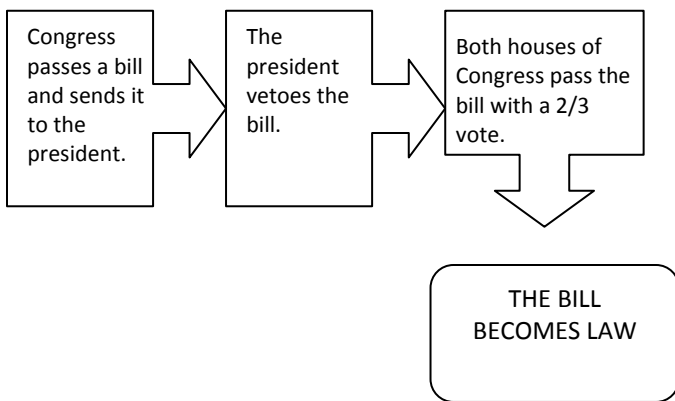 Congress
passes a bill
and sends it
to the
president.
The
president
vetoes the
bill.
Both houses of
Congress pass the
bill with a 2/3
vote.
THE BILL
BECOMES LAW